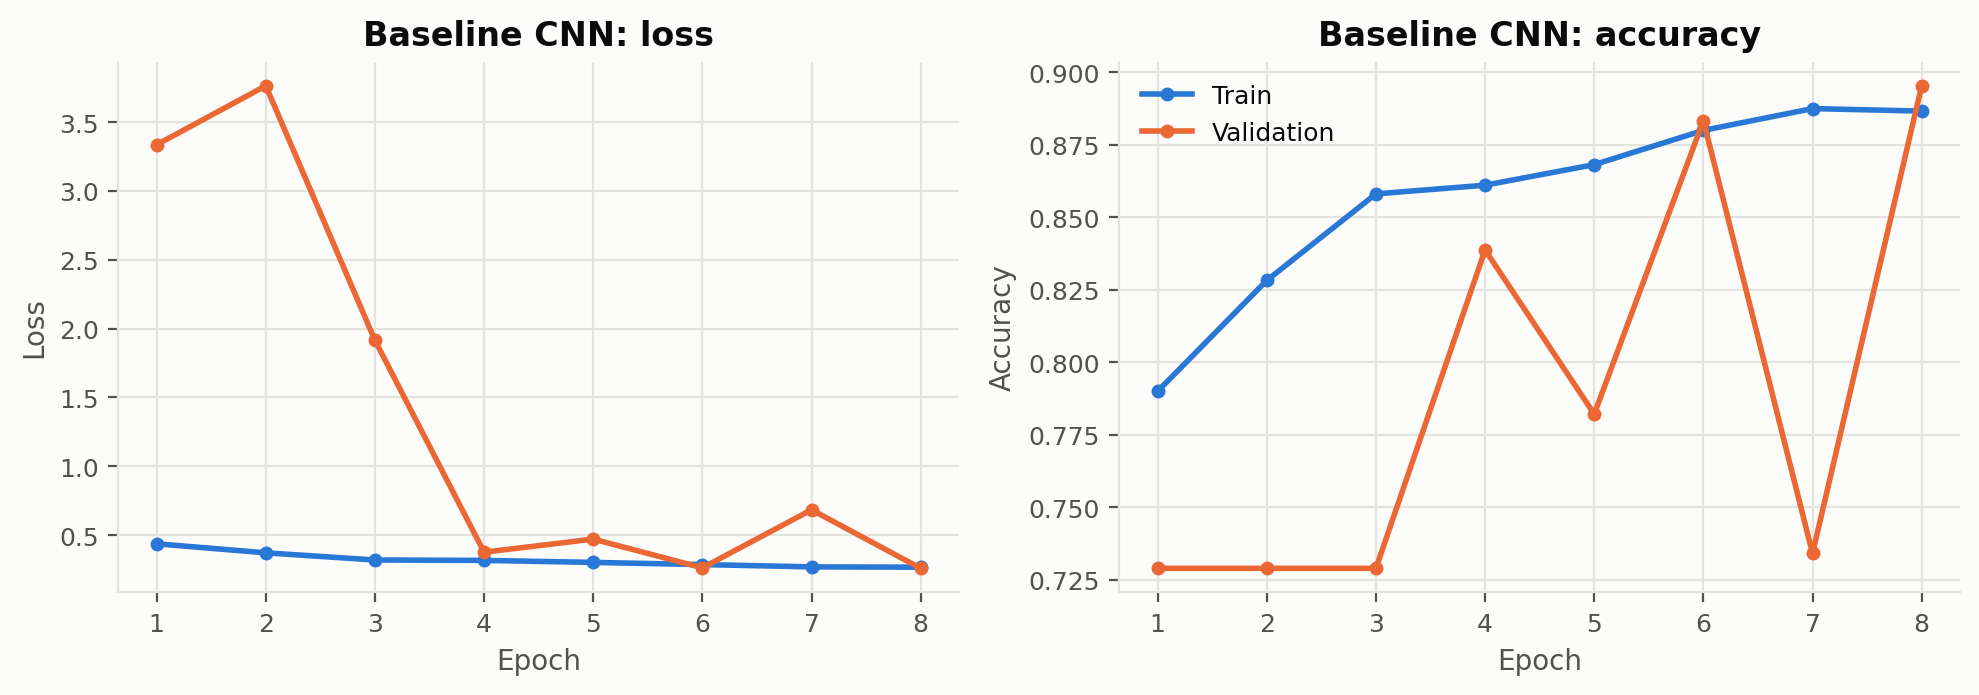 Baseline CNN: loss
Loss
3.5
3.0
2.5
2.0
1.5
1.0
0.5
1 2 3 4 5 6 7 8
Epoch
Baseline CNN: accuracy
Train
Validation
Accuracy
0.900
0.875
0.850
0.825
0.800
0.775
0.750
0.725
1 2 3 4 5 6 7 8
Epoch